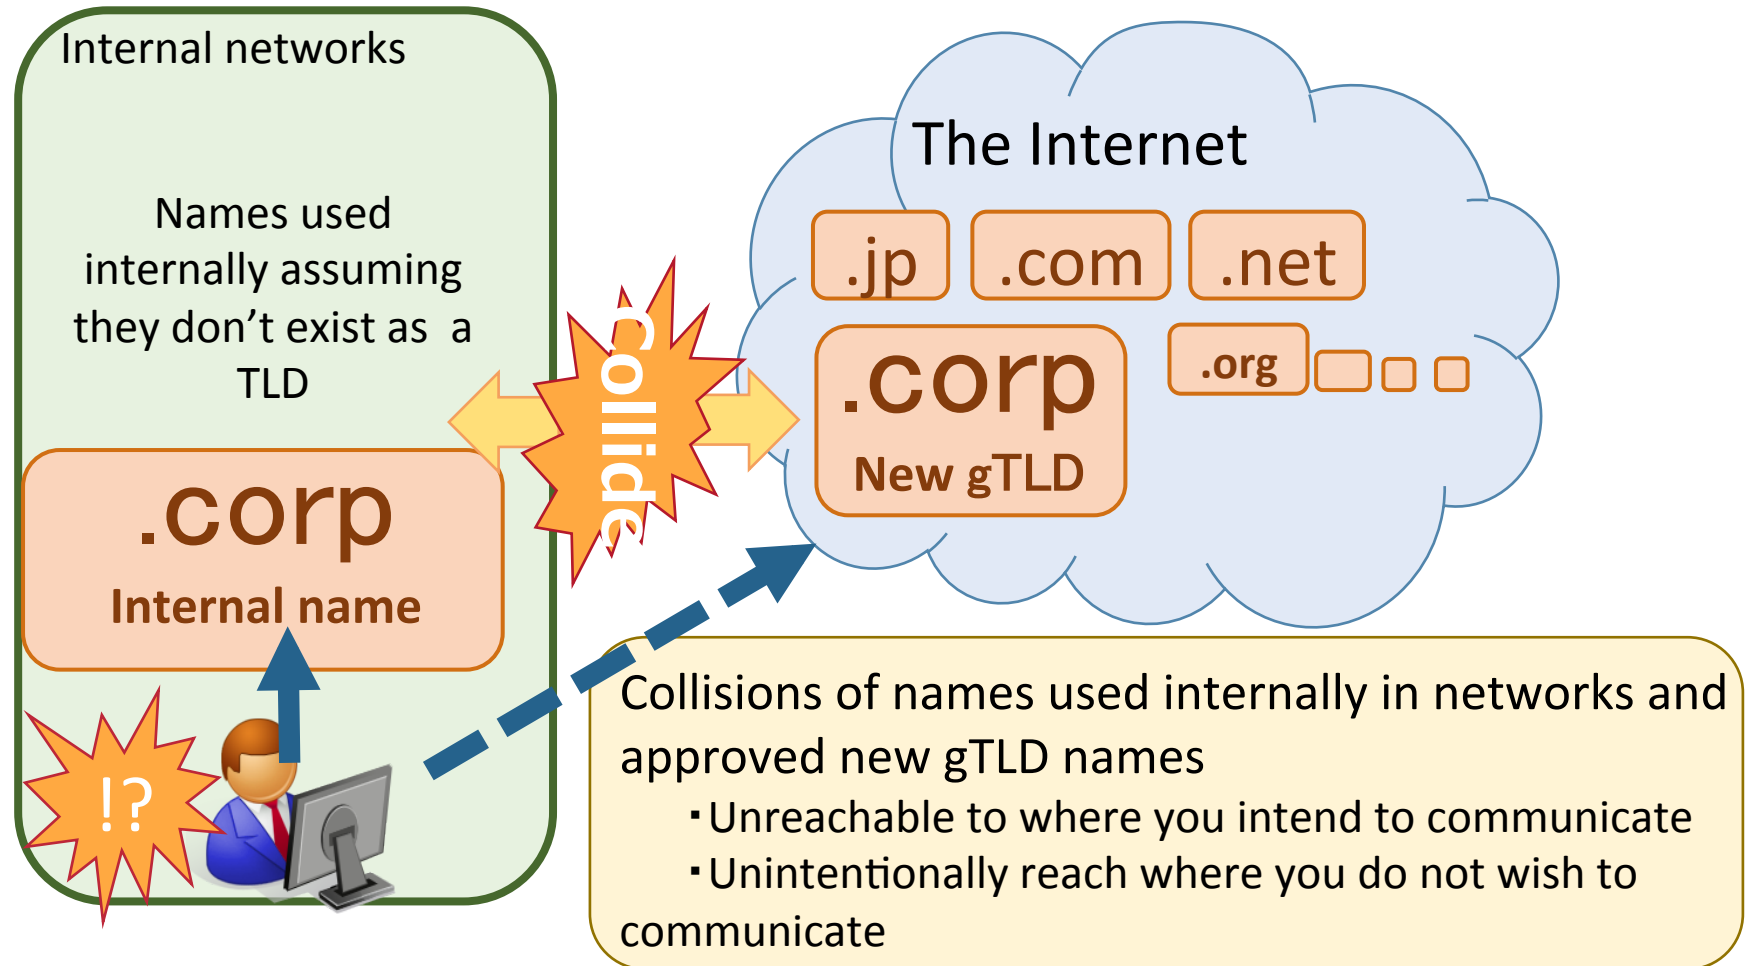 Internal networks
Names used
internally assuming
they don’t exist as  a
TLD
.corp
Internal name
!?
Collide
The Internet
.jp
.com
.net
.corp
New gTLD
.org
Collisions of names used internally in networks and
approved new gTLD names
･Unreachable to where you intend to communicate
･Unintentionally reach where you do not wish to
communicate